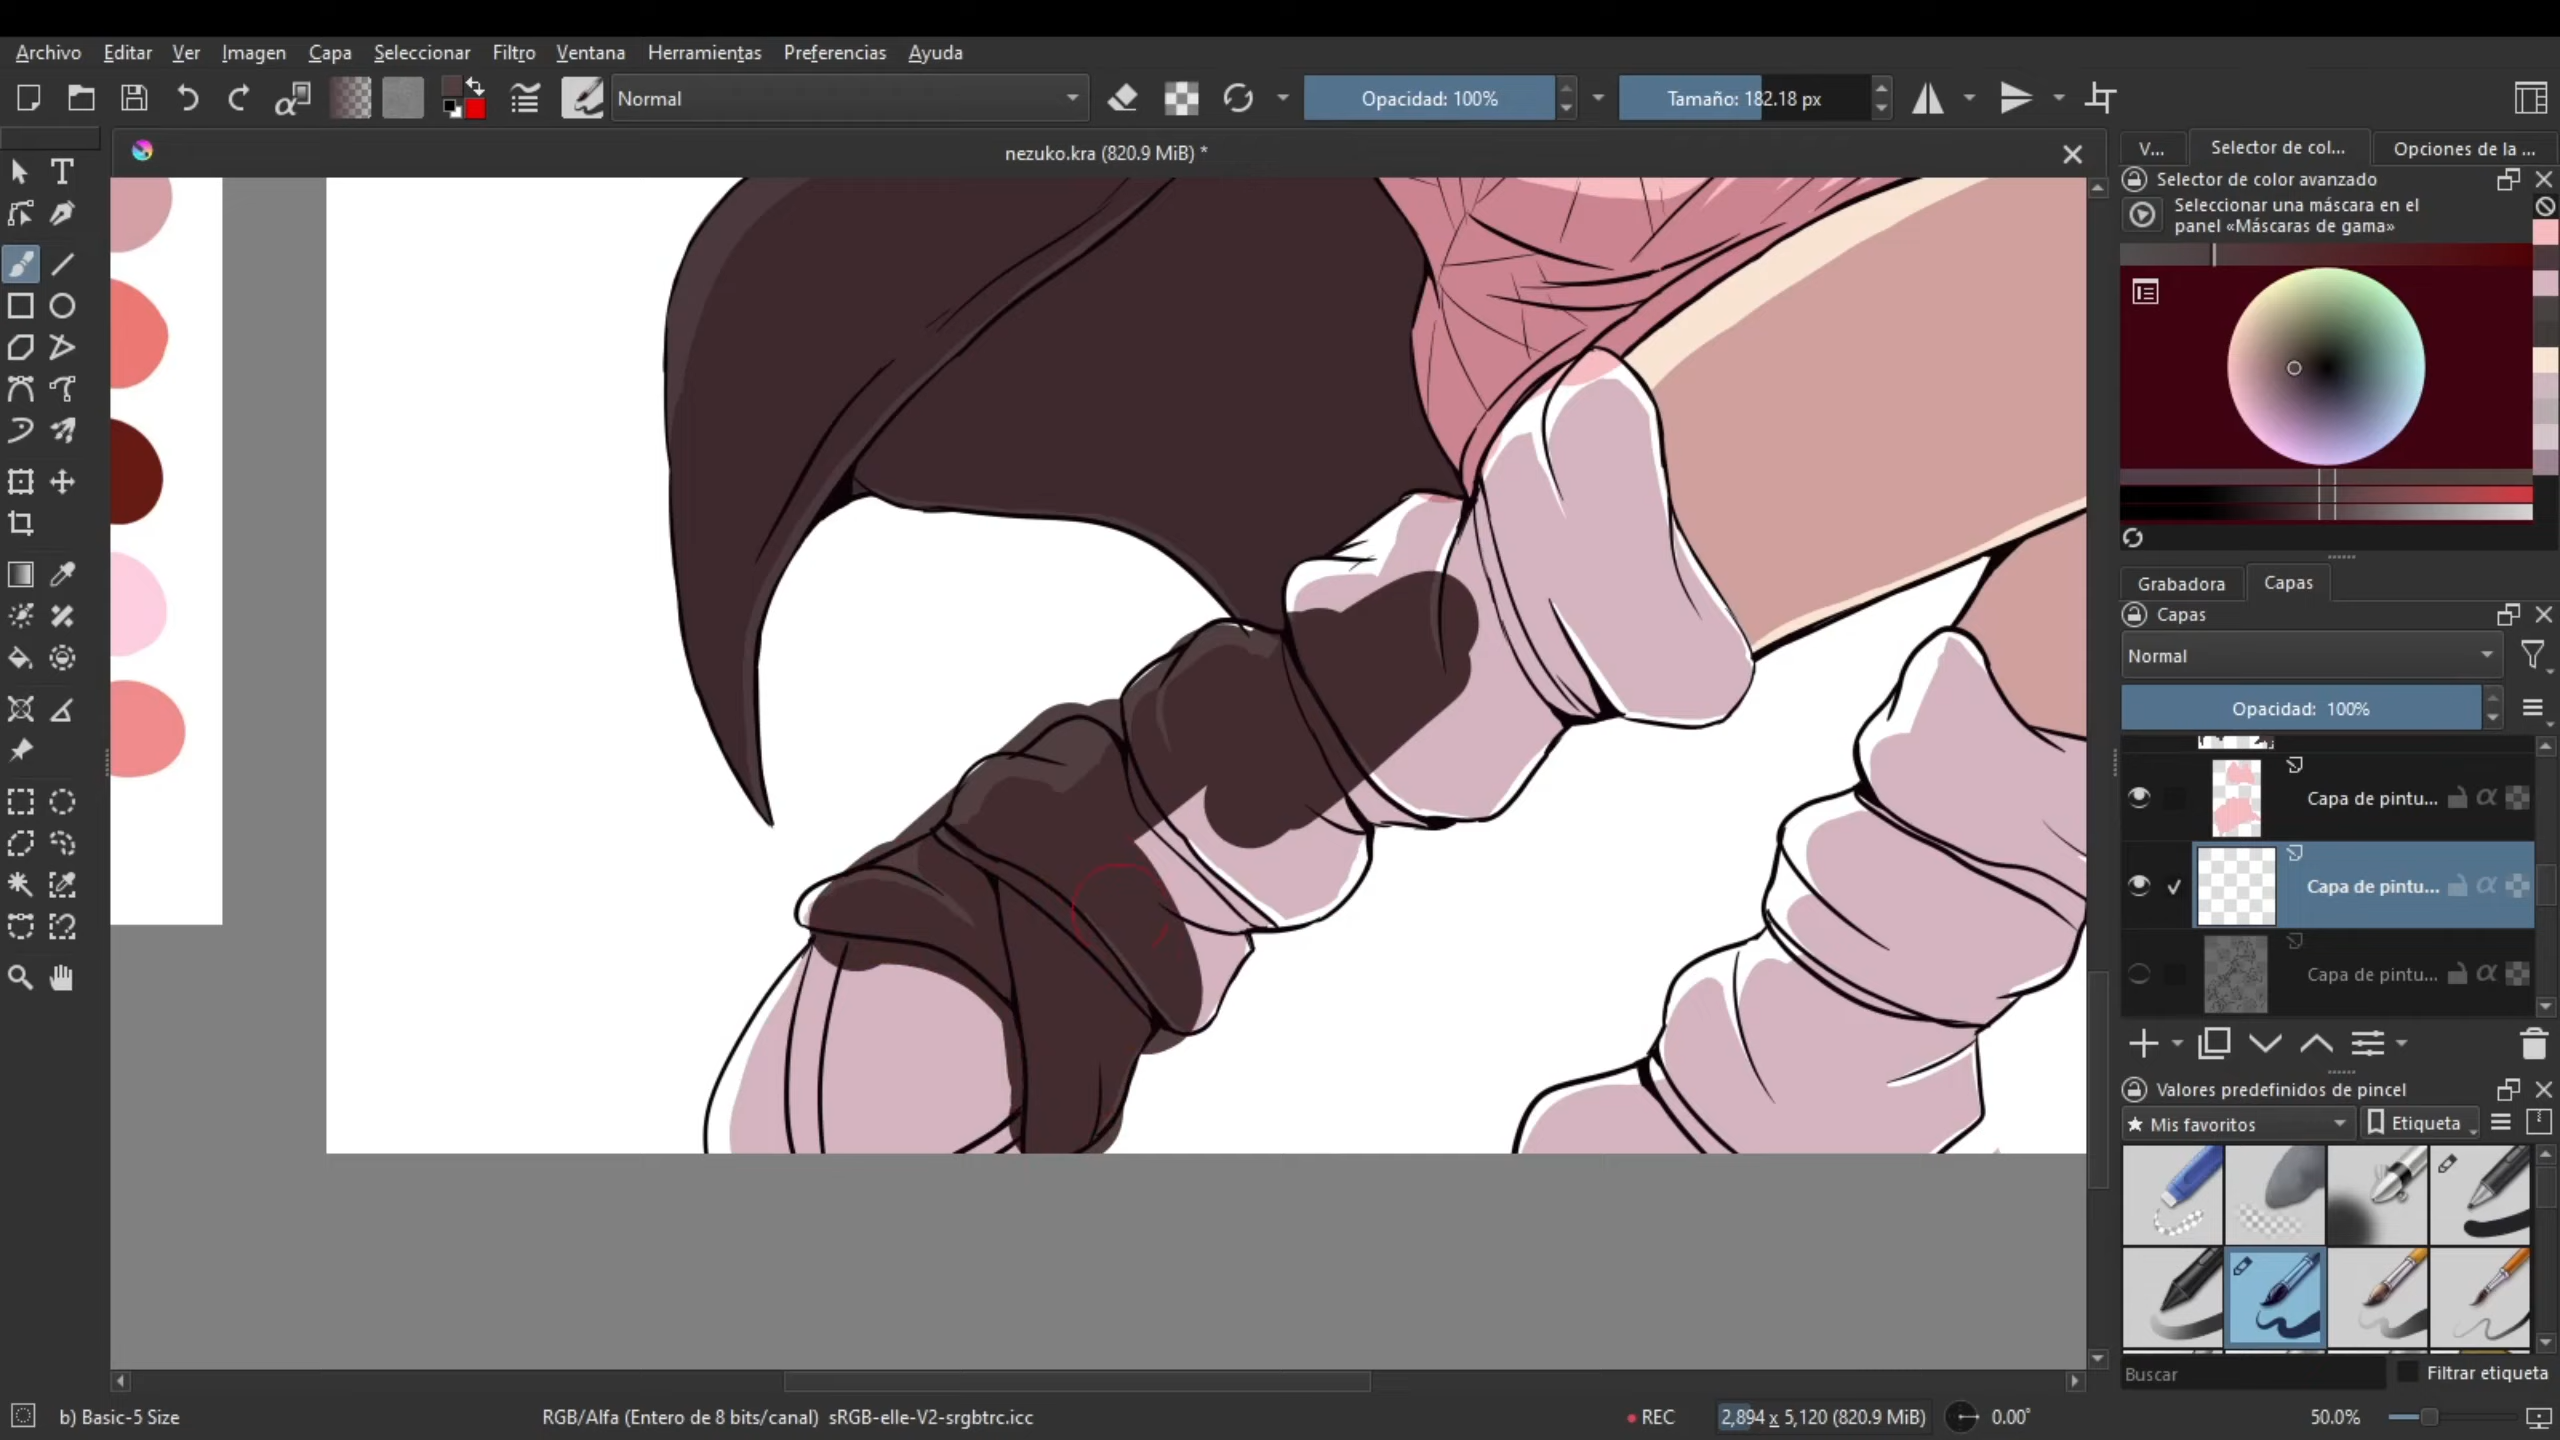 Archivo Editar Ver Imagen Capa Seleccionar Filtro Ventana Herramientas Preferencias Ayuda
Normal
Opacidad: 100%
Tamaño: 182.18 px
nezuko.kra (820.9 MiB) *
V...
Selector de col...
Opciones de la ...
Selector de color avanzado
Seleccionar una máscara en el
panel «Máscaras de gama»
Grabadora
Capas
Capas
Normal
Opacidad: 100%
Capa de pintu...
Capa de pintu...
Capa de pintu...
Valores predefinidos de pincel
★ Mis favoritos
Etiqueta
Buscar
Filtrar etiqueta
b) Basic-5 Size
RGB/Alfa (Entero de 8 bits/canal) sRGB-elle-V2-srgbtrc.icc
REC
2,894 x 5,120 (820.9 MiB)
0.00°
50.0%